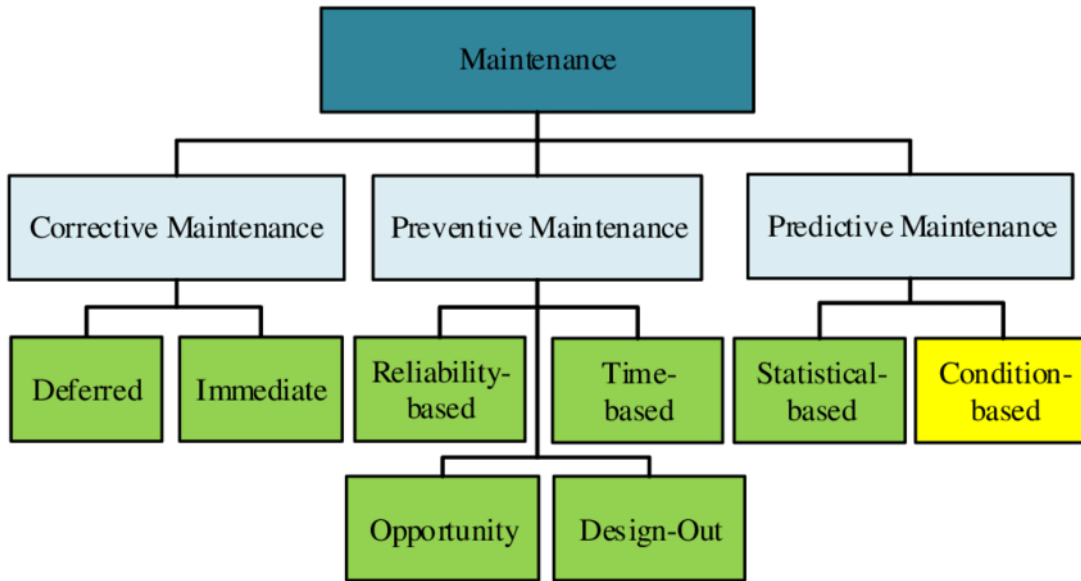 Maintenance
Corrective Maintenance
Preventive Maintenance
Predictive Maintenance
Deferred
Immediate
Reliability-
based
Time-
based
Statistical-
based
Condition-
based
Opportunity
Design-Out